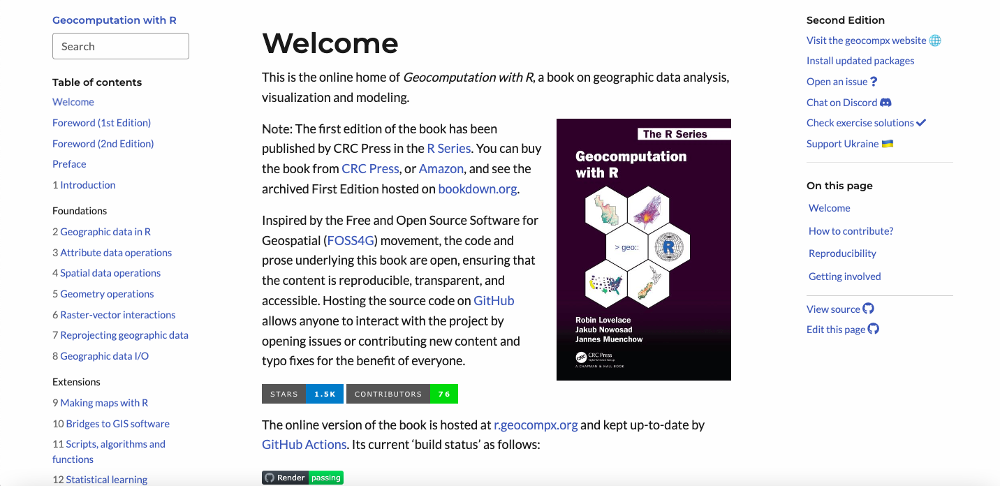 Geocomputation with R
Search
Table of contents
Welcome
Foreword (1st Edition)
Foreword (2nd Edition)
Preface
1 Introduction
Foundations
2 Geographic data in R
3 Attribute data operations
4 Spatial data operations
5 Geometry operations
6 Raster-vector interactions
7 Reprojecting geographic data
8 Geographic data I/O
Extensions
9 Making maps with R
10 Bridges to GIS software
11 Scripts, algorithms and
functions
12 Statistical learning
Welcome
This is the online home of Geocomputation with R, a book on geographic data analysis,
visualization and modeling.
Note: The first edition of the book has been
published by CRC Press in the R Series. You can buy
the book from CRC Press, or Amazon, and see the
archived First Edition hosted on bookdown.org.
Inspired by the Free and Open Source Software for
Geospatial (FOSS4G) movement, the code and
prose underlying this book are open, ensuring that
the content is reproducible, transparent, and
accessible. Hosting the source code on GitHub
allows anyone to interact with the project by
opening issues or contributing new content and
typo fixes for the benefit of everyone.
The R Series
Geocomputation
with R
> geo::
R
Robin Lovelace
Jakub Nowosad
Jannes Muenchow
CRC
CRC Press
Taylor & Francis Group
A CHAPMAN & HALL BOOK
STARS 1.5K CONTRIBUTORS 76
The online version of the book is hosted at r.geocompx.org and kept up-to-date by
GitHub Actions. Its current ‘build status’ as follows:
Render passing
Second Edition
Visit the geocompx website
Install updated packages
Open an issue ?
Chat on Discord
Check exercise solutions
Support Ukraine
On this page
Welcome
How to contribute?
Reproducibility
Getting involved
View source
Edit this page